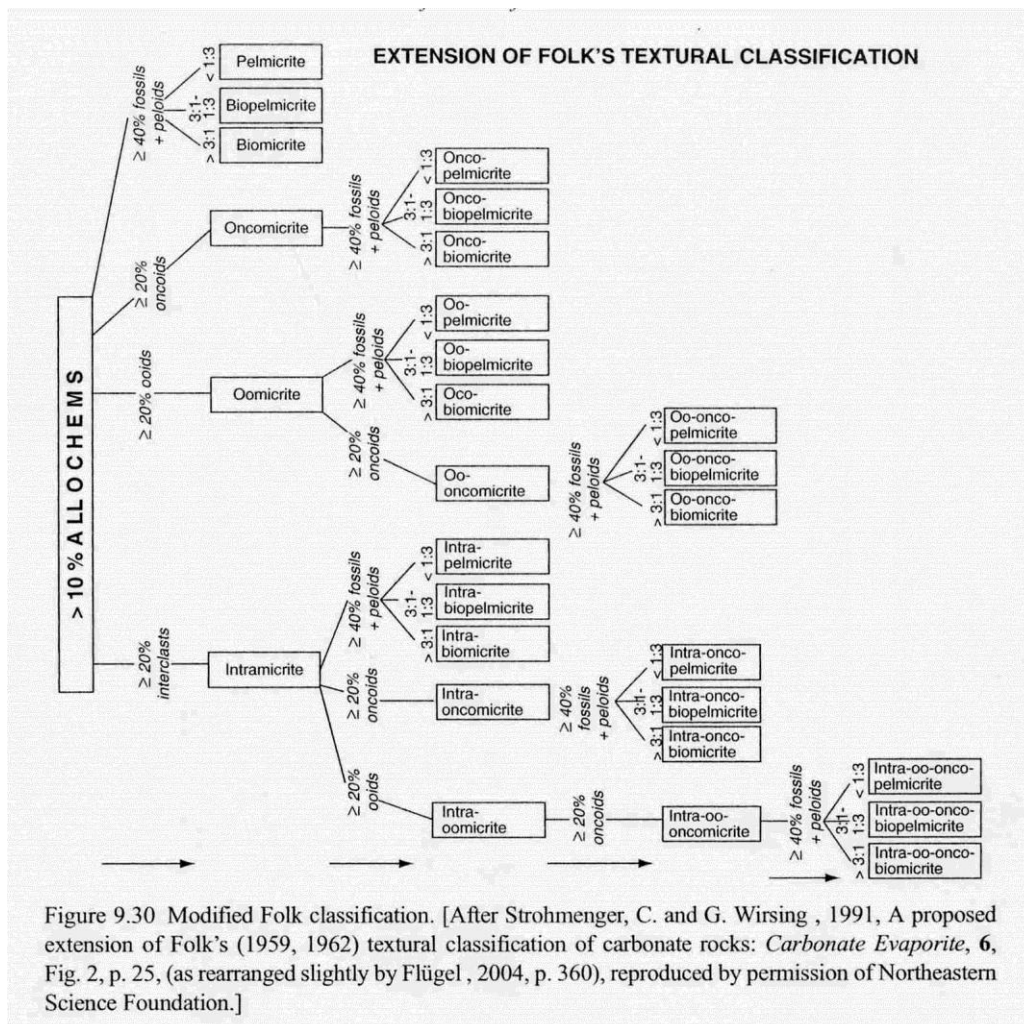 EXTENSION OF FOLK'S TEXTURAL CLASSIFICATION
> 10 % ALLOCHEMS
≥ 40% fossils
+ peloids
< 1:3
Pelmicrite
3:1-
1:3
Biopelmicrite
> 3:1
Biomicrite
≥ 20%
oncoids
Oncomicrite
≥ 40% fossils
+ peloids
< 1:3
Onco-
pelmicrite
3:1-
1:3
Onco-
biopelmicrite
> 3:1
Onco-
biomicrite
≥ 20% ooids
Oomicrite
≥ 40% fossils
+ peloids
< 1:3
Oo-
pelmicrite
3:1-
1:3
Oo-
biopelmicrite
> 3:1
Oco-
biomicrite
≥ 20%
oncoids
Oo-
oncomicrite
≥ 40% fossils
+ peloids
< 1:3
Oo-onco-
pelmicrite
3:1-
1:3
Oo-onco-
biopelmicrite
> 3:1
Oo-onco-
biomicrite
≥ 20%
interclasts
Intramicrite
≥ 40% fossils
+ peloids
< 1:3
Intra-
pelmicrite
3:1-
1:3
Intra-
biopelmicrite
> 3:1
Intra-
biomicrite
≥ 20%
oncoids
Intra-
oncomicrite
≥ 40%
fossils
+ peloids
< 1:3
Intra-onco-
pelmicrite
3:1-
1:3
Intra-onco-
biopelmicrite
> 3:1
Intra-onco-
biomicrite
≥ 20%
ooids
Intra-
oomicrite
≥ 20%
oncoids
Intra-oo-
oncomicrite
≥ 40% fossils
+ peloids
< 1:3
Intra-oo-onco-
pelmicrite
3:1-
1:3
Intra-oo-onco-
biopelmicrite
> 3:1
Intra-oo-onco-
biomicrite
Figure 9.30 Modified Folk classification. [After Strohmenger, C. and G. Wirsing , 1991, A proposed
extension of Folk's (1959, 1962) textural classification of carbonate rocks: Carbonate Evaporite, 6,
Fig. 2, p. 25, (as rearranged slightly by Flügel , 2004, p. 360), reproduced by permission of Northeastern
Science Foundation.]